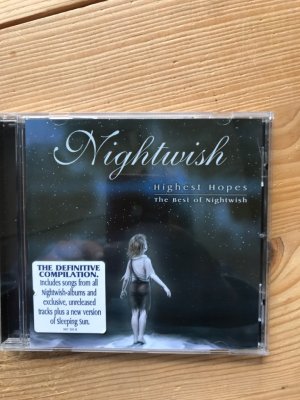 Nightwish
Highest Hopes
The Best of Nightwish
THE DEFINITIVE
COMPILATION.
Includes songs from all
Nightwish-albums and
exclusive, unreleased
tracks plus a new version
of Sleeping Sun.